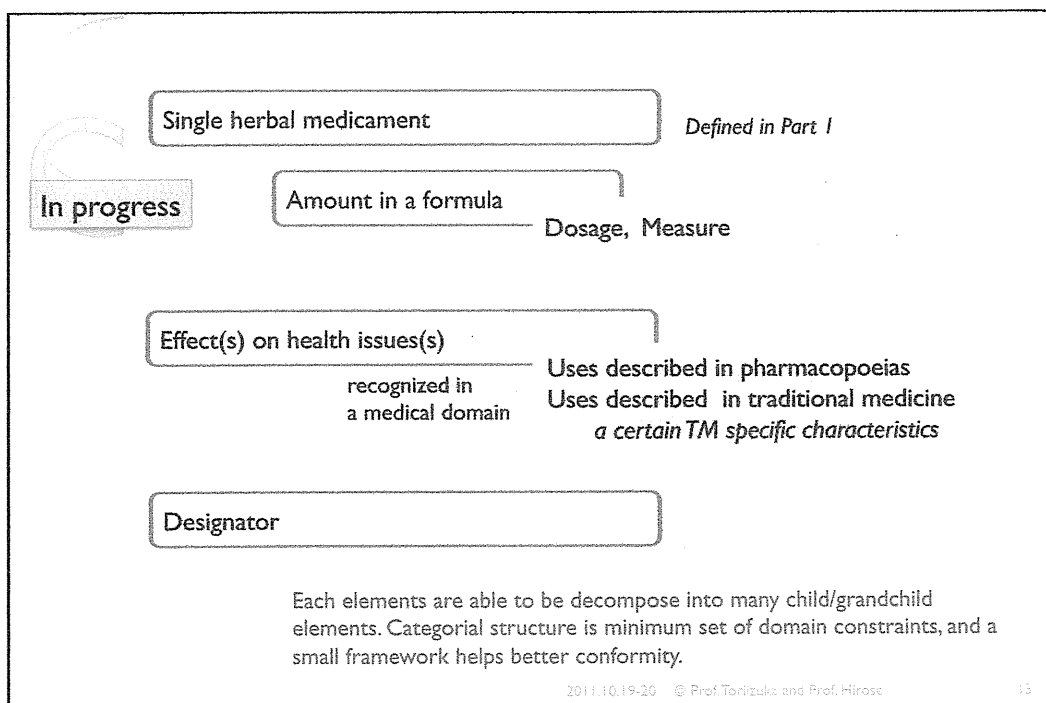 Single herbal medicament
Defined in Part 1
In progress
Amount in a formula
Dosage, Measure
Effect(s) on health issues(s)
recognized in
a medical domain
Uses described in pharmacopoeias
Uses described in traditional medicine
a certain TM specific characteristics
Designator
Each elements are able to be decompose into many child/grandchild
elements. Categorial structure is minimum set of domain constraints, and a
small framework helps better conformity.
2011.10.19-20 © Prof. Toriizuka and Prof. Hirose 13